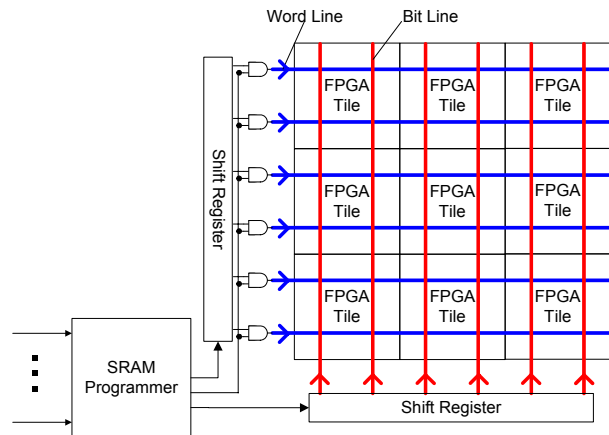 Word Line
Bit Line
FPGA
Tile
FPGA
Tile
FPGA
Tile
Shift Register
FPGA
Tile
FPGA
Tile
FPGA
Tile
FPGA
Tile
FPGA
Tile
FPGA
Tile
SRAM
Programmer
Shift Register